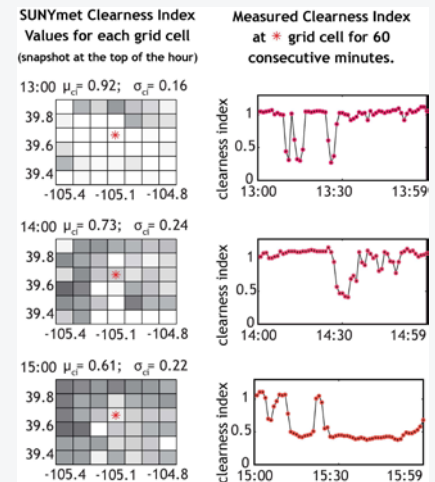 SUNYmet Clearness Index
Values for each grid cell
(snapshot at the top of the hour)
Measured Clearness Index
at * grid cell for 60
consecutive minutes.
13:00 μcl= 0.92; σcl= 0.16
39.8
39.6
39.4
-105.4 -105.1 -104.8
*
clearness index
1
0.5
0
13:00 13:30 13:59
14:00 μcl= 0.73; σcl= 0.24
39.8
39.6
39.4
-105.4 -105.1 -104.8
*
clearness index
1
0.5
0
14:00 14:30 14:59
15:00 μcl= 0.61; σcl= 0.22
39.8
39.6
39.4
-105.4 -105.1 -104.8
*
clearness index
1
0.5
0
15:00 15:30 15:59